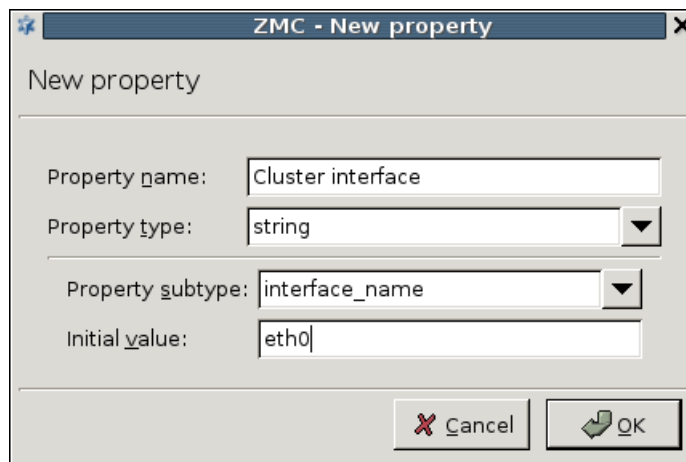 ZMC - New property
New property
Property name: Cluster interface
Property type: string
Property subtype: interface_name
Initial value: eth0
Cancel OK